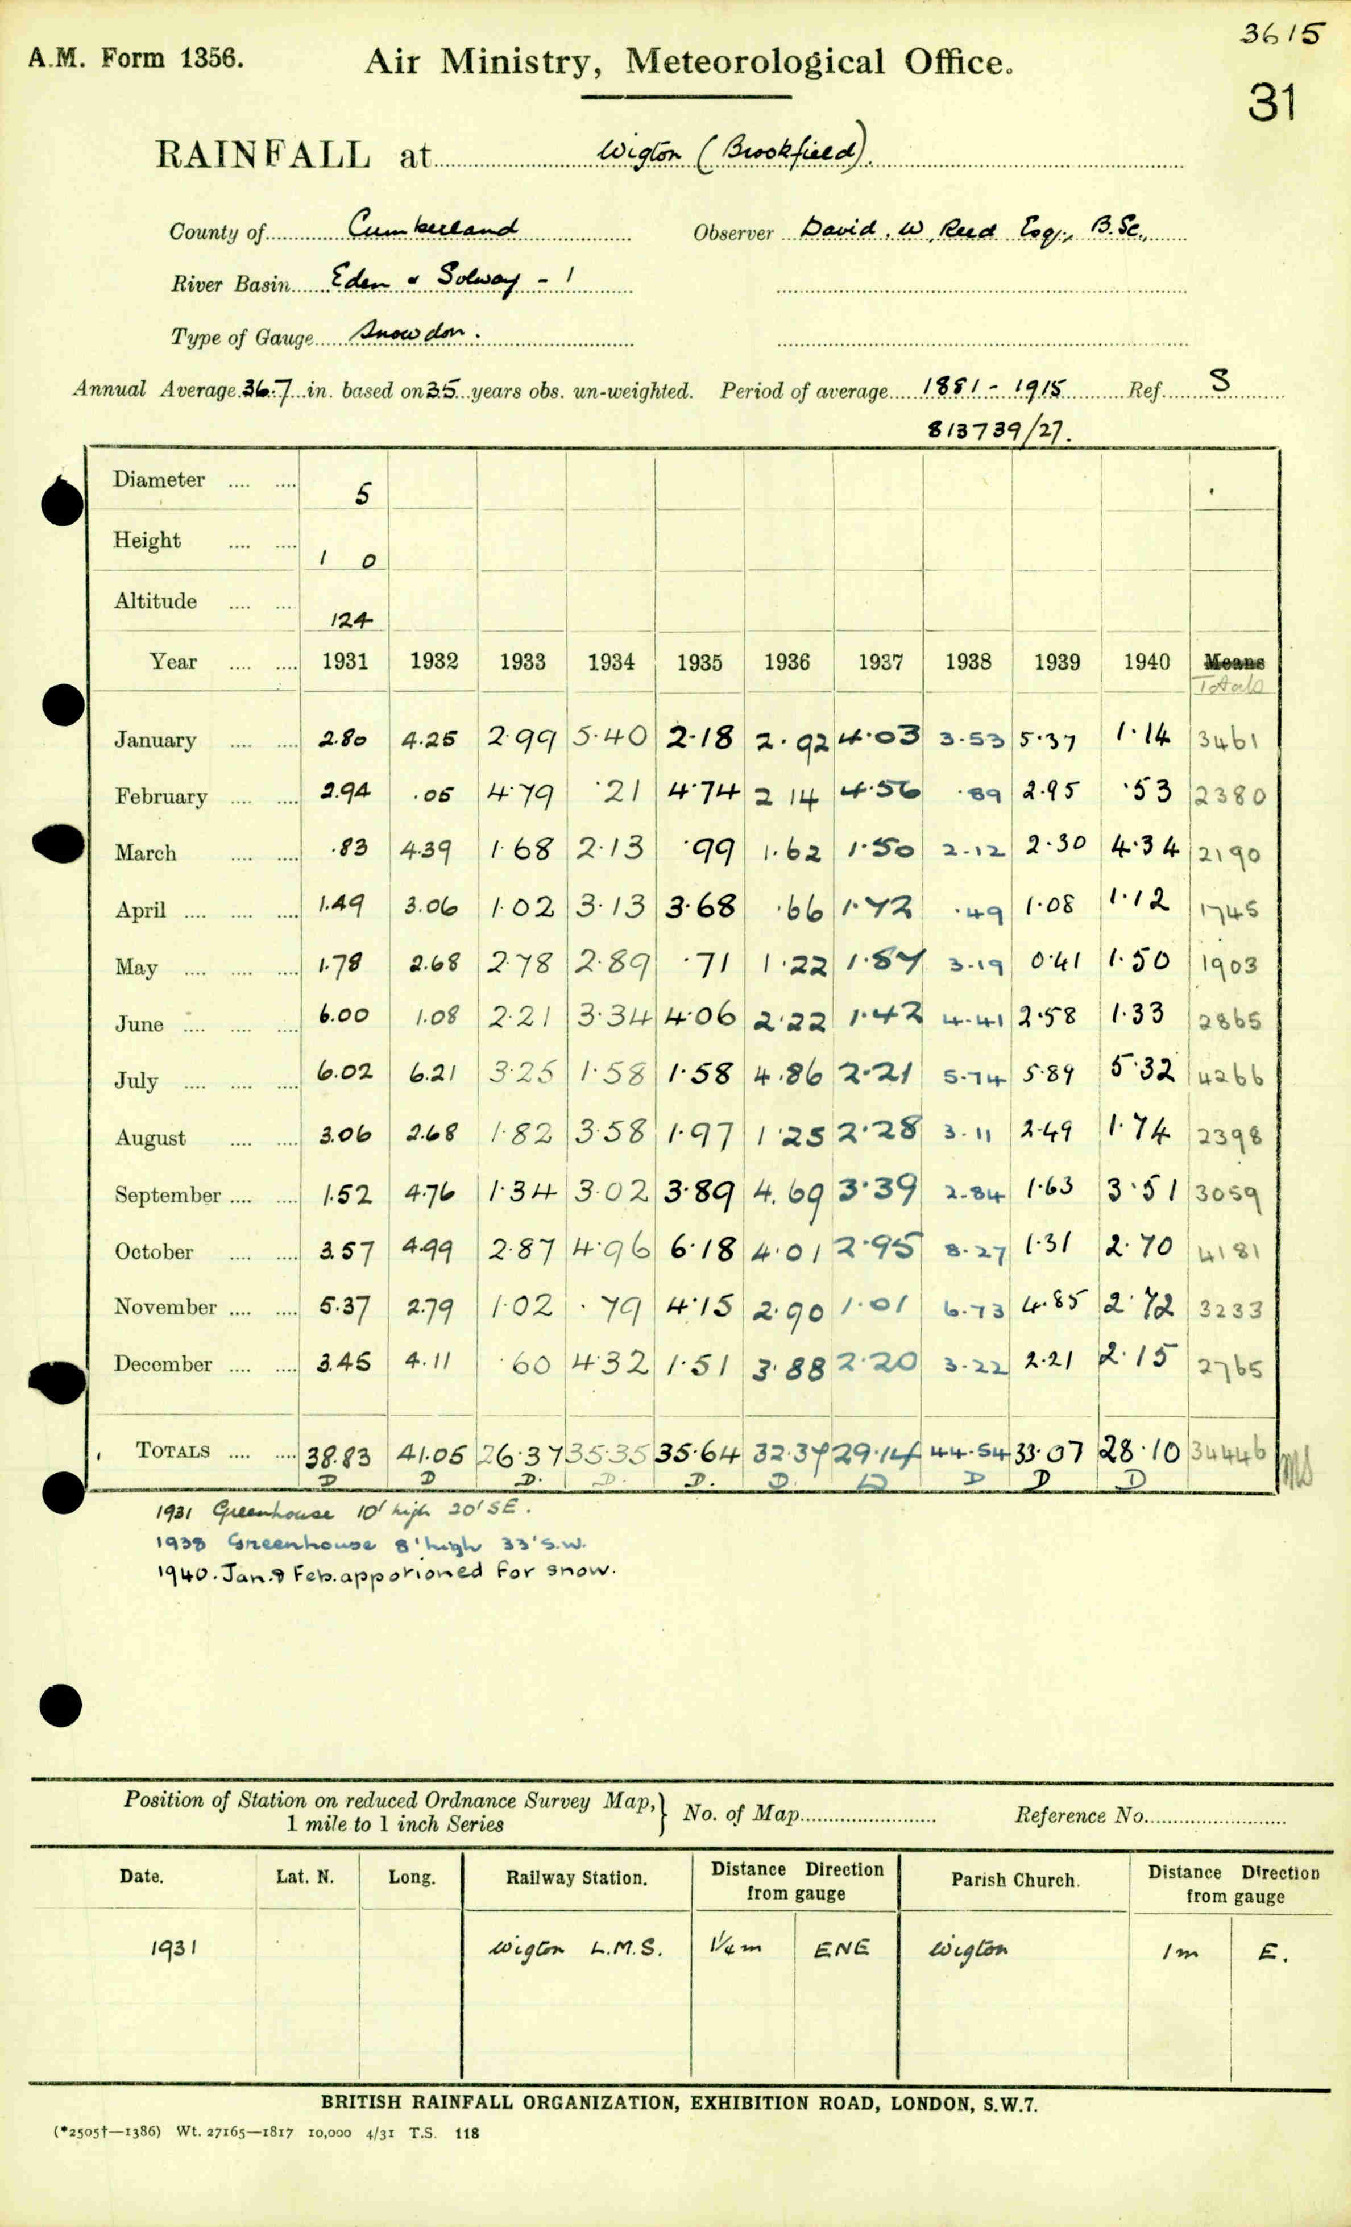 3615
A.M. Form 1356. Air Ministry, Meteorological Office.
31
RAINFALL at Wigton (Brookfield).
County of Cumberland Observer David. W. Reed Esq., B.Sc.,
River Basin Eden & Solway - 1
Type of Gauge Snowdon.
Annual Average 36.7 in. based on 35 years obs. un-weighted. Period of average 1881-1915 Ref. S
813739/27.
Diameter 5
Height 1 0
Altitude 124
Year 1931 1932 1933 1934 1935 1936 1937 1938 1939 1940 Means
Totals
January 2.80 4.25 2.99 5.40 2.18 2.92 4.03 3.53 5.37 1.14 3461
February 2.94 .05 4.79 .21 4.74 2 14 4.56 .89 2.95 .53 2380
March .83 4.39 1.68 2.13 .99 1.62 1.50 2.12 2.30 4.34 2190
April 1.49 3.06 1.02 3.13 3.68 .66 1.72 .49 1.08 1.12 1745
May 1.78 2.68 2.78 2.89 .71 1.22 1.87 3.19 0.41 1.50 1903
June 6.00 1.08 2.21 3.34 4.06 2.22 1.42 4.41 2.58 1.33 2865
July 6.02 6.21 3.25 1.58 1.58 4.86 2.21 5.74 5.89 5.32 4266
August 3.06 2.68 1.82 3.58 1.97 1.25 2.28 3.11 2.49 1.74 2398
September 1.52 4.76 1.34 3.02 3.89 4.69 3.39 2.84 1.63 3.51 3059
October 3.57 4.99 2.87 4.96 6.18 4.01 2.95 8.27 1.31 2.70 4181
November 5.37 2.79 1.02 .79 4.15 2.90 1.01 6.73 4.85 2.72 3233
December 3.45 4.11 .60 4.32 1.51 3.88 2.20 3.22 2.21 2.15 2765
TOTALS 38.83 41.05 26.37 35.35 35.64 32.37 29.14 44.54 33.07 28.10 34446
D D D. D. D. D. D D D D
1931 Greenhouse 10' high 20' SE.
1938 Greenhouse 8' high 33' S.W.
1940. Jan. & Feb. apporioned for snow.
Position of Station on reduced Ordnance Survey Map, 1 mile to 1 inch Series } No. of Map Reference No.
Date. Lat. N. Long. Railway Station. Distance Direction from gauge Parish Church. Distance Direction from gauge
1931 Wigton L.M.S. 1/4 m ENE Wigton 1m E.
BRITISH RAINFALL ORGANIZATION, EXHIBITION ROAD, LONDON, S.W.7.
(*2505†—1386) Wt. 27165—1817 10,000 4/31 T.S. 118